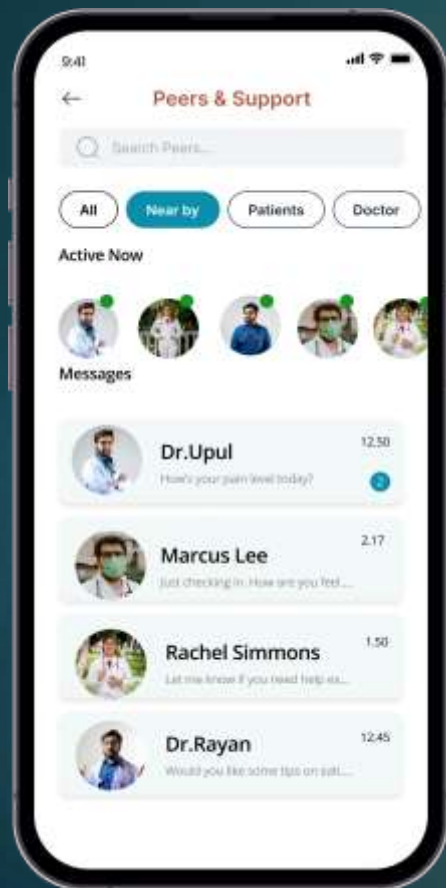 9:41
Peers & Support
Search Peers...
All
Near by
Patients
Doctor
Active Now
Messages
Dr.Upul
12.50
How's your pain level today?
2
Marcus Lee
2.17
Just checking in. How are you feel....
Rachel Simmons
1.50
Let me know if you need help ex...
Dr.Rayan
12.45
Would you like some tips on salt....